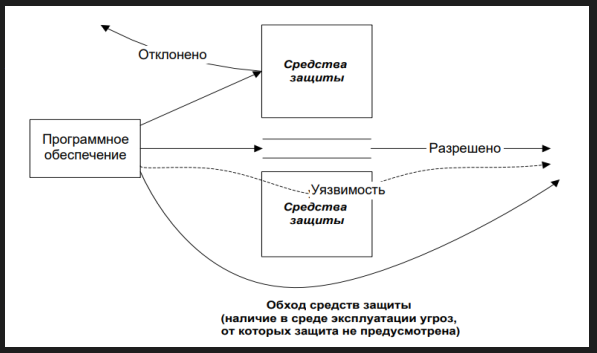 Отклонено
Средства
защиты
Программное
обеспечение
Разрешено
Уязвимость
Средства
защиты
Обход средств защиты
(наличие в среде эксплуатации угроз,
от которых защита не предусмотрена)